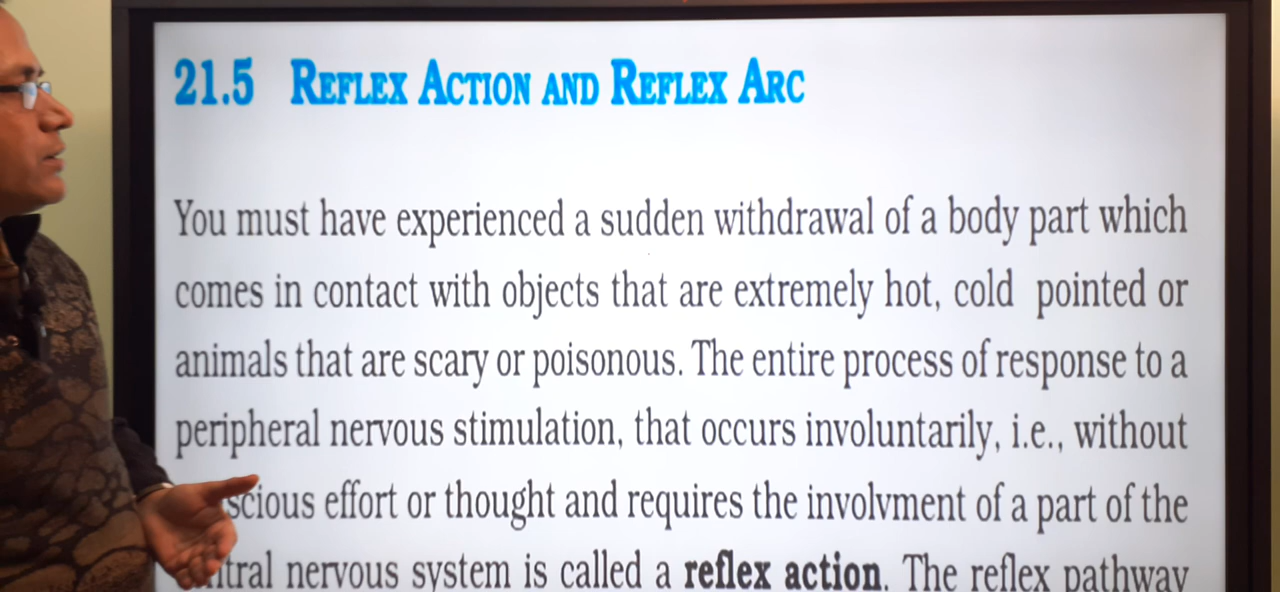 21.5 REFLEX ACTION AND REFLEX ARC
You must have experienced a sudden withdrawal of a body part which
comes in contact with objects that are extremely hot, cold pointed or
animals that are scary or poisonous. The entire process of response to a
peripheral nervous stimulation, that occurs involuntarily, i.e., without
scious effort or thought and requires the involvment of a part of the
ntral nervous system is called a reflex action. The reflex pathway